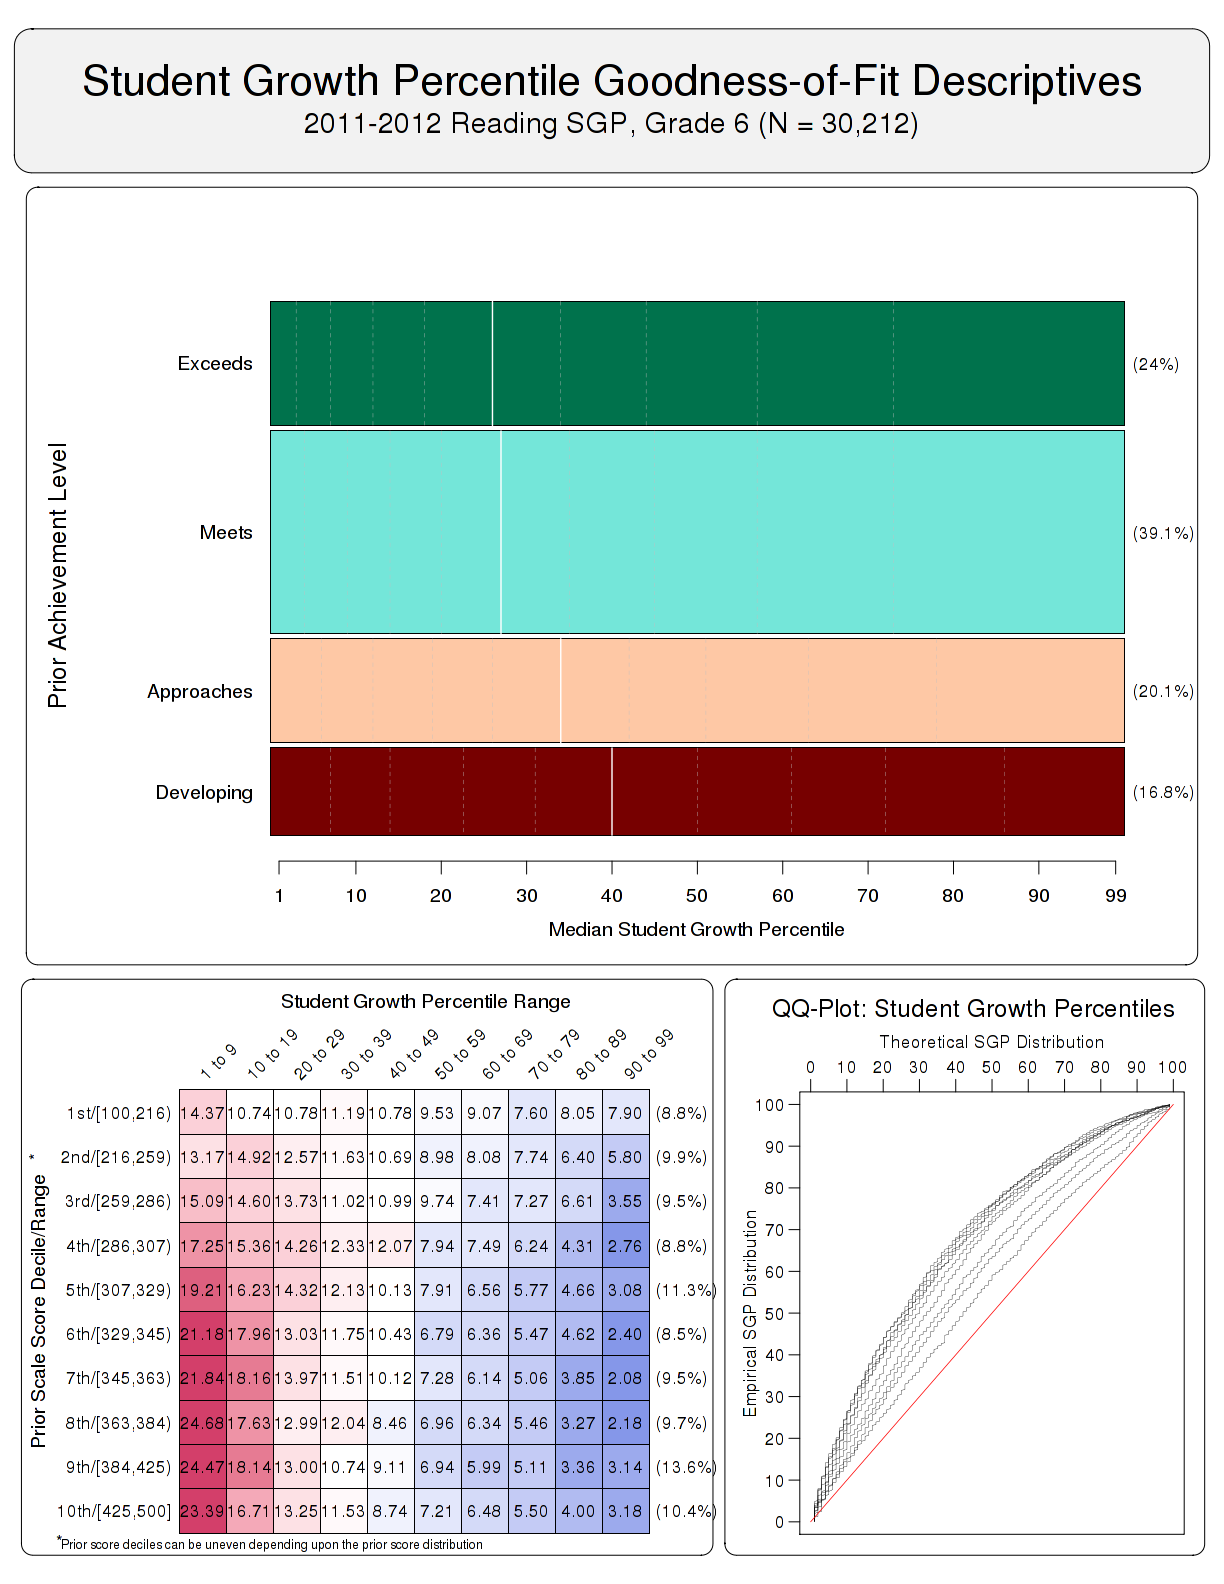 Student Growth Percentile Goodness-of-Fit Descriptives
2011-2012 Reading SGP, Grade 6 (N = 30,212)
Prior Achievement Level
Exceeds (24%)
Meets (39.1%)
Approaches (20.1%)
Developing (16.8%)
1 10 20 30 40 50 60 70 80 90 99
Median Student Growth Percentile
Student Growth Percentile Range
1 to 9 10 to 19 20 to 29 30 to 39 40 to 49 50 to 59 60 to 69 70 to 79 80 to 89 90 to 99
Prior Scale Score Decile/Range *
1st/[100,216) 14.37 10.74 10.78 11.19 10.78 9.53 9.07 7.60 8.05 7.90 (8.8%)
2nd/[216,259) 13.17 14.92 12.57 11.63 10.69 8.98 8.08 7.74 6.40 5.80 (9.9%)
3rd/[259,286) 15.09 14.60 13.73 11.02 10.99 9.74 7.41 7.27 6.61 3.55 (9.5%)
4th/[286,307) 17.25 15.36 14.26 12.33 12.07 7.94 7.49 6.24 4.31 2.76 (8.8%)
5th/[307,329) 19.21 16.23 14.32 12.13 10.13 7.91 6.56 5.77 4.66 3.08 (11.3%)
6th/[329,345) 21.18 17.96 13.03 11.75 10.43 6.79 6.36 5.47 4.62 2.40 (8.5%)
7th/[345,363) 21.84 18.16 13.97 11.51 10.12 7.28 6.14 5.06 3.85 2.08 (9.5%)
8th/[363,384) 24.68 17.63 12.99 12.04 8.46 6.96 6.34 5.46 3.27 2.18 (9.7%)
9th/[384,425) 24.47 18.14 13.00 10.74 9.11 6.94 5.99 5.11 3.36 3.14 (13.6%)
10th/[425,500] 23.39 16.71 13.25 11.53 8.74 7.21 6.48 5.50 4.00 3.18 (10.4%)
*Prior score deciles can be uneven depending upon the prior score distribution
QQ-Plot: Student Growth Percentiles
Theoretical SGP Distribution
0 10 20 30 40 50 60 70 80 90 100
Empirical SGP Distribution
100
90
80
70
60
50
40
30
20
10
0